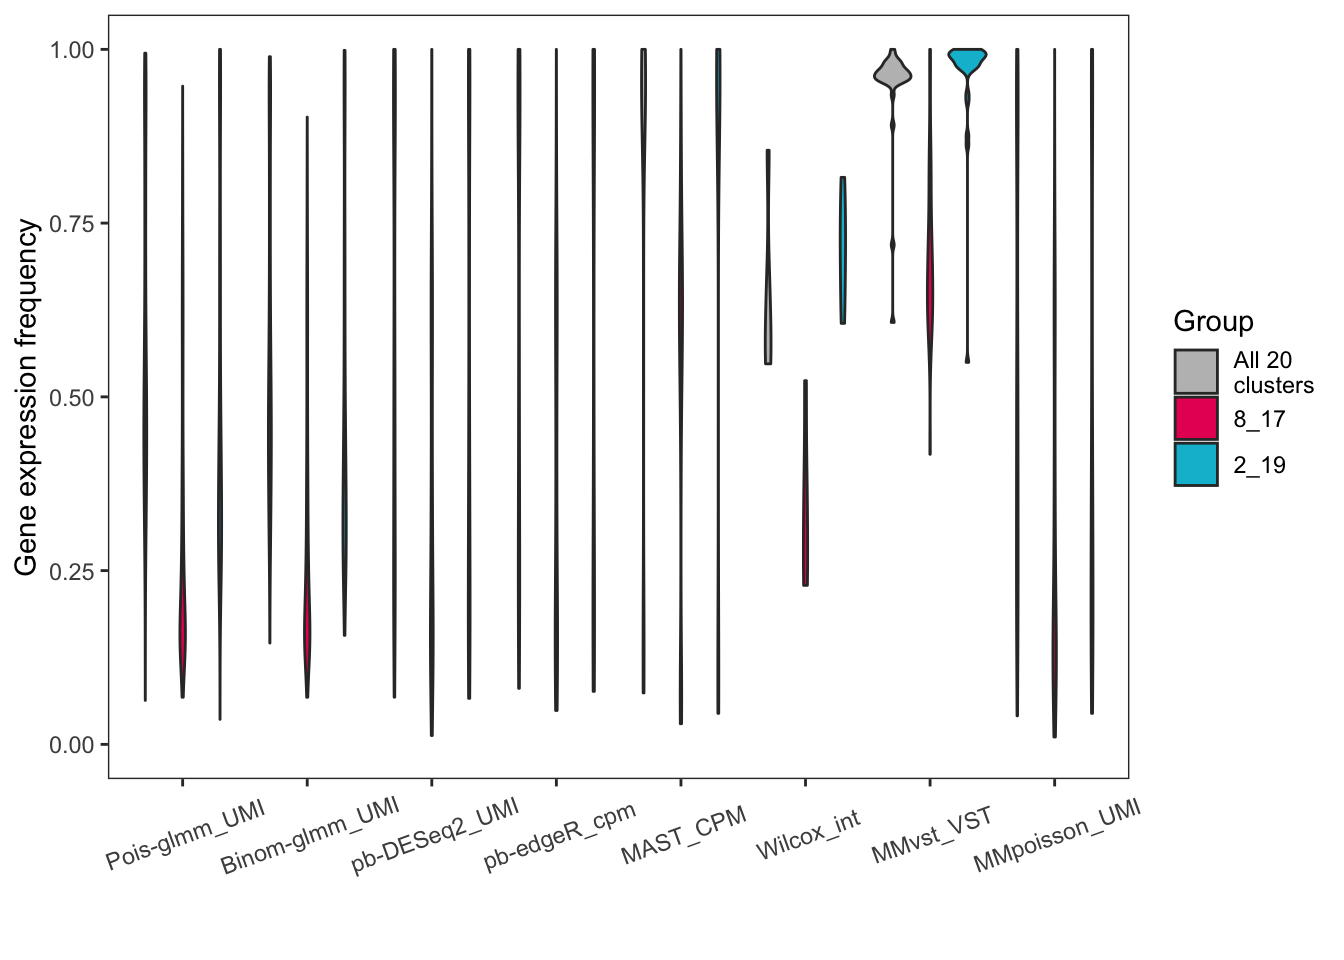 Gene expression frequency
1.00
0.75
0.50
0.25
0.00
Pois-glmm_UMI
Binom-glmm_UMI
pb-DESeq2_UMI
pb-edgeR_cpm
MAST_CPM
Wilcox_int
MMvst_VST
MMpoisson_UMI
Group
All 20
clusters
8_17
2_19